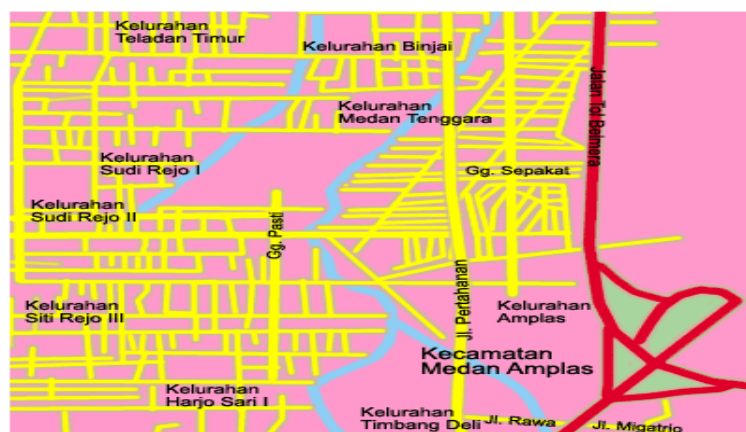 Kelurahan
Teladan Timur
Kelurahan Binjai
Kelurahan
Medan Tenggara
Jalan Tol Belmera
Kelurahan
Sudi Rejo I
Gg. Sepakat
Kelurahan
Sudi Rejo II
Gg. Pasti
Jl. Pertahanan
Kelurahan
Siti Rejo III
Kelurahan
Amplas
Kecamatan
Medan Amplas
Kelurahan
Harjo Sari I
Kelurahan
Timbang Deli
Jl. Rawa
Jl. Migatrio